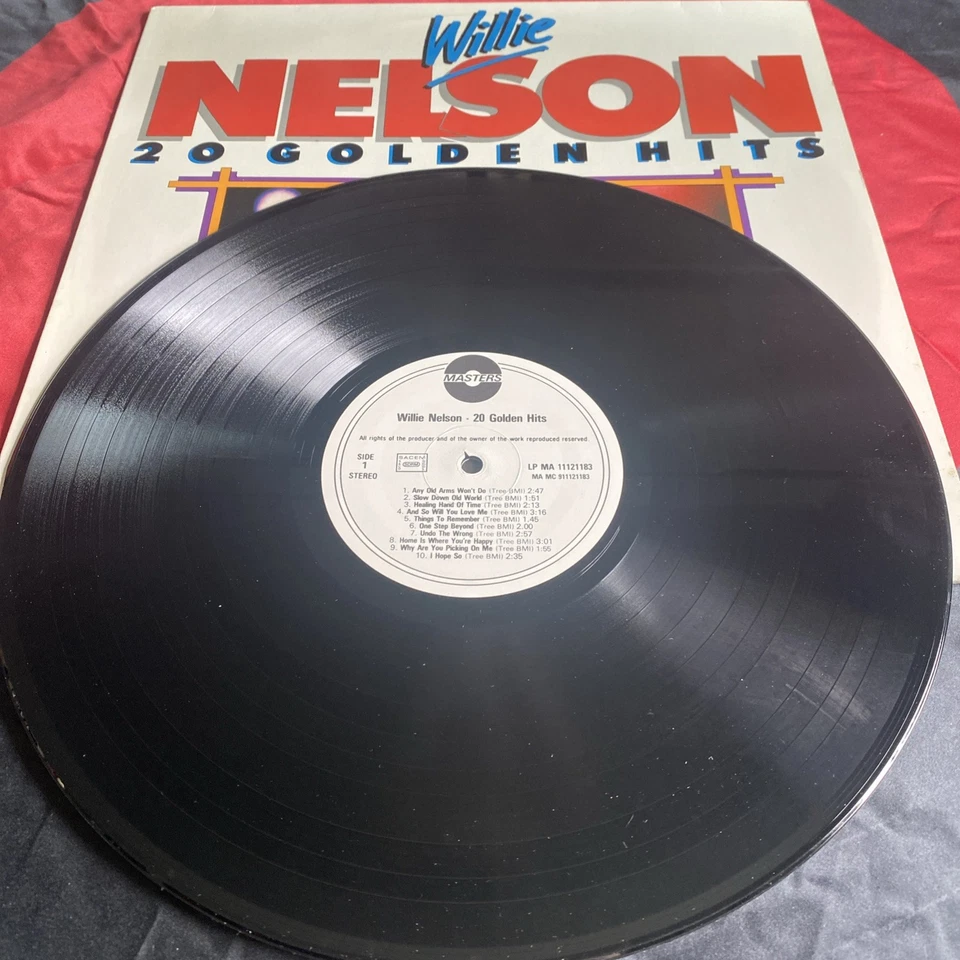 Willie
NELSON
20 GOLDEN HITS
MASTERS
Willie Nelson - 20 Golden Hits
All rights of the producer and of the owner of the work reproduced reserved.
SIDE
1
STEREO
SACEM
LP MA 11121183
MA MC 911121183
1. Any Old Arms Won't Do (Tree BMI) 2:47
2. Slow Down Old World (Tree BMI) 1:51
3. Healing Hand Of Time (Tree BMI) 2:13
4. And So Will You Love Me (Tree BMI) 3:16
5. Things To Remember (Tree BMI) 1.45
6. One Step Beyond (Tree BMI) 2.00
7. Undo The Wrong (Tree BMI) 2:57
8. Home Is Where You're Happy (Tree BMI) 3:01
9. Why Are You Picking On Me (Tree BMI) 1:55
10. I Hope So (Tree BMI) 2:35